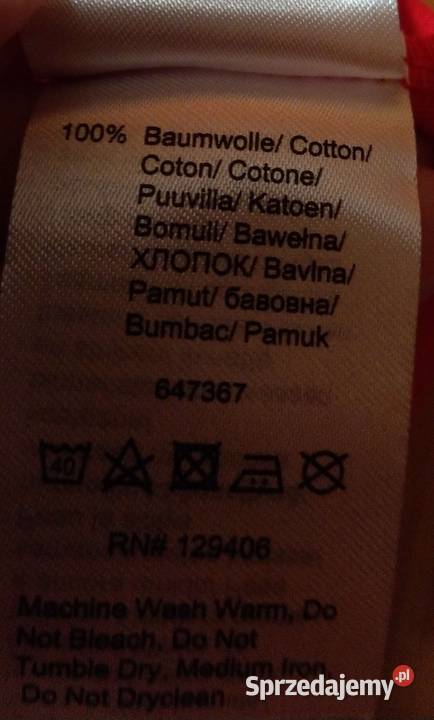 100% Baumwolle/ Cotton/
Coton/ Cotone/
Puuvilla/ Katoen/
Bomull/ Bawełna/
ХЛОПОК/ Bavlna/
Pamut/ бавовна/
Bumbac/ Pamuk
647367
40
RN# 129406
Machine Wash Warm, Do
Not Bleach, Do Not
Tumble Dry, Medium Iron,
Do Not Dryclean
Sprzedajemy.pl